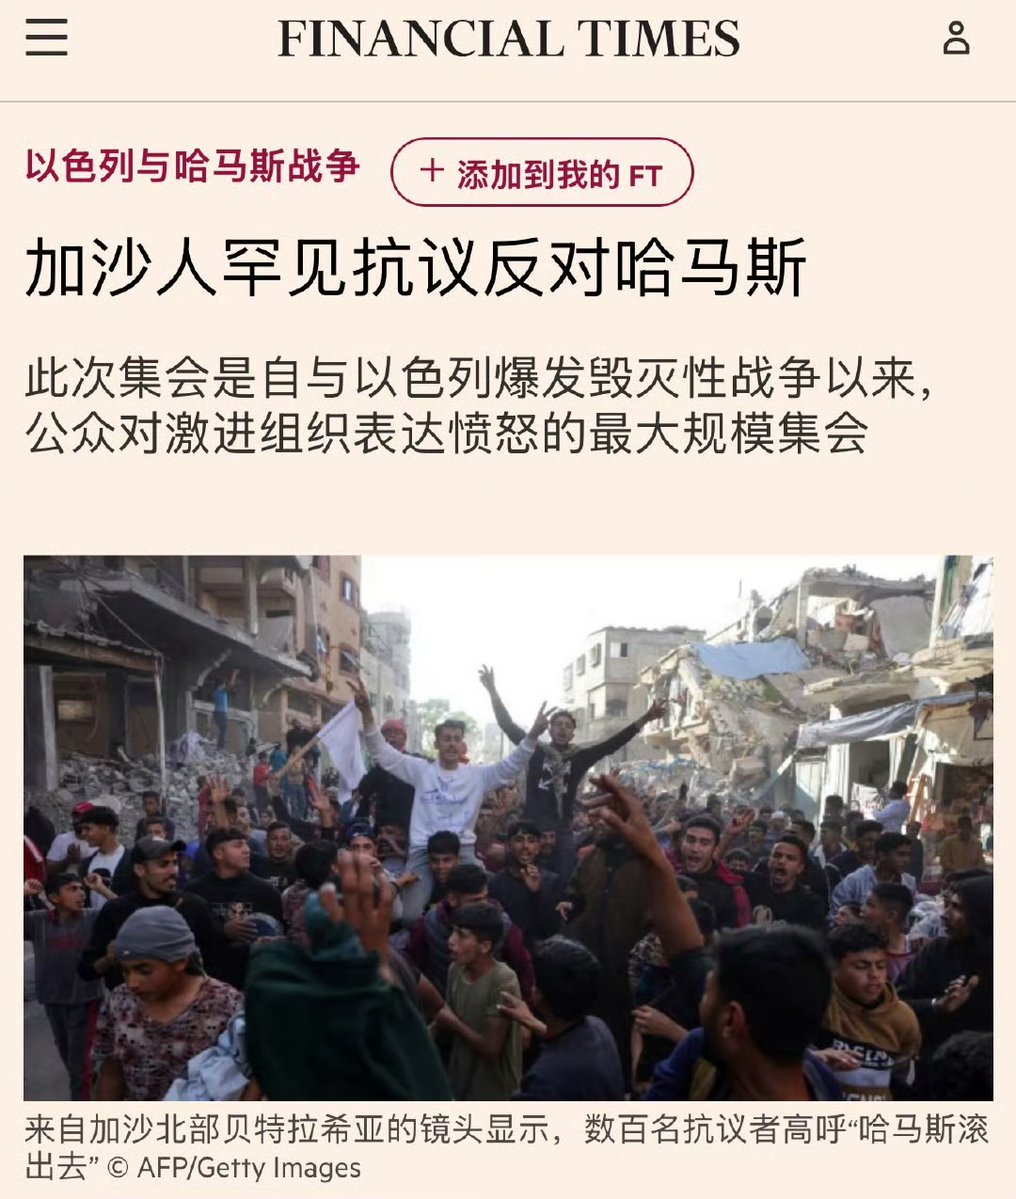 FINANCIAL TIMES
以色列与哈马斯战争
+ 添加到我的 FT
加沙人罕见抗议反对哈马斯
此次集会是自与以色列爆发毁灭性战争以来，
公众对激进组织表达愤怒的最大规模集会
来自加沙北部贝特拉希亚的镜头显示，数百名抗议者高呼“哈马斯滚
出去” © AFP/Getty Images